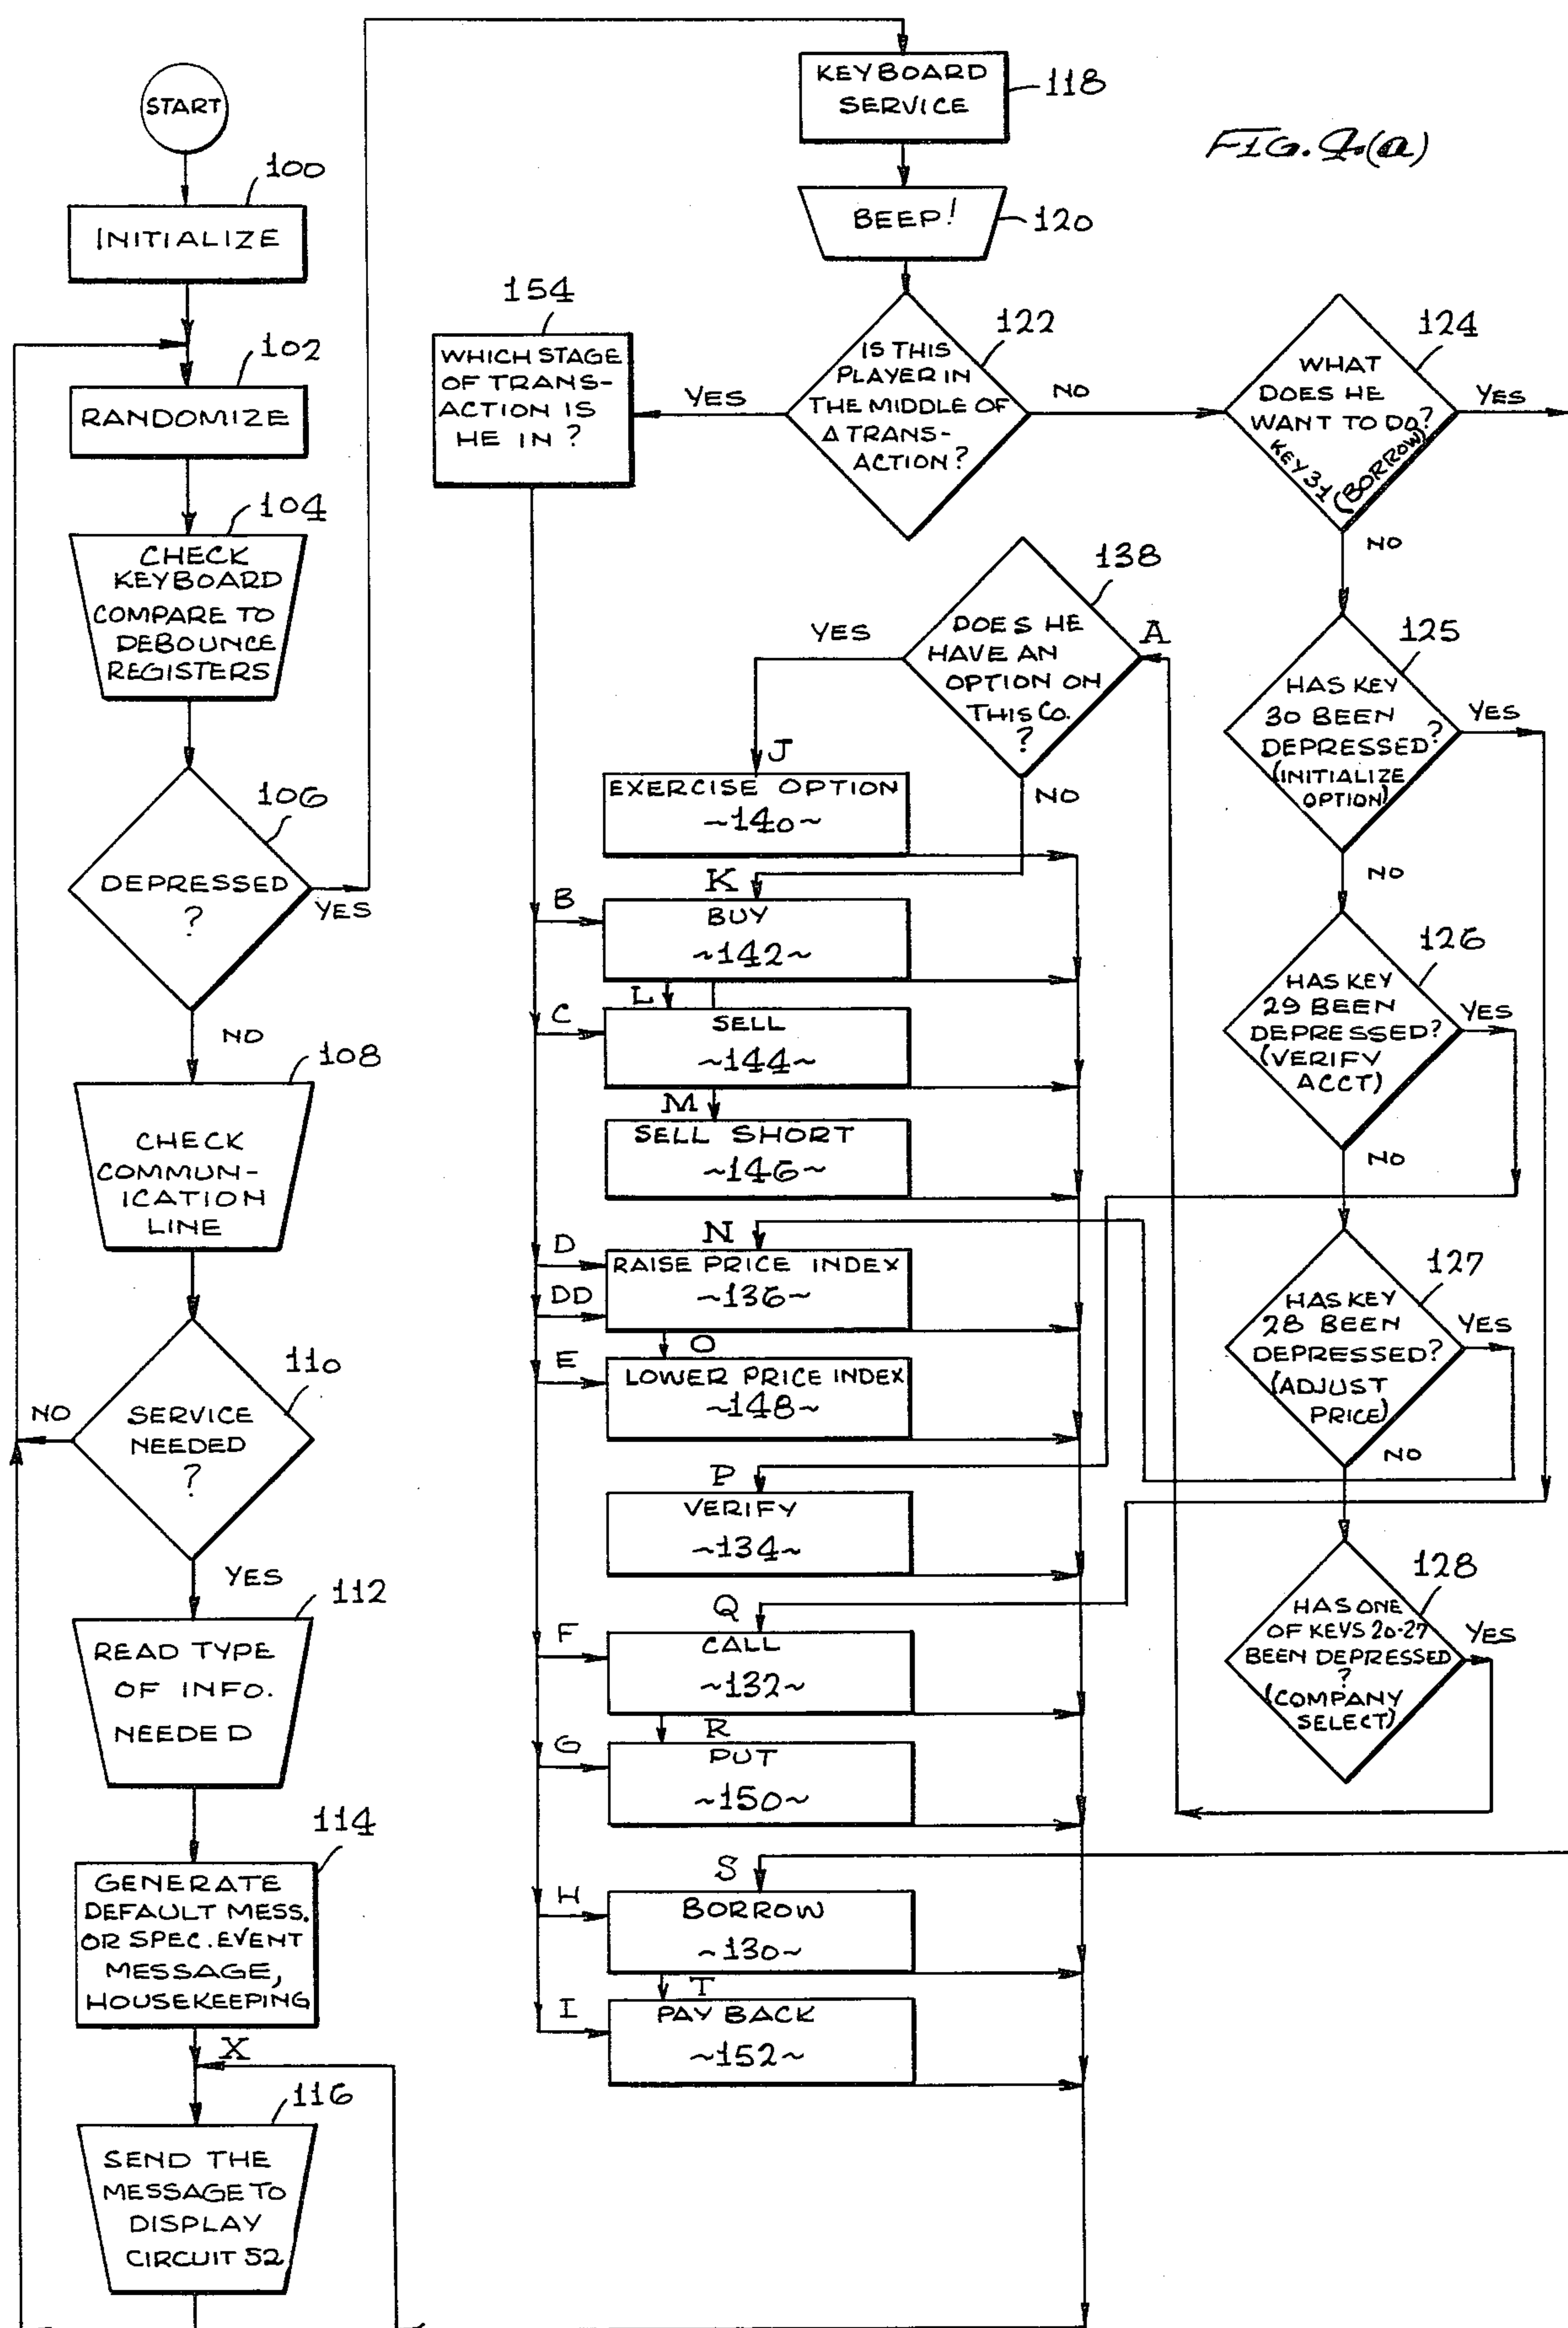 START
100
INITIALIZE
102
RANDOMIZE
104
CHECK
KEYBOARD
COMPARE TO
DEBOUNCE
REGISTERS
106
DEPRESSED
?
YES
NO
108
CHECK
COMMUN-
ICATION
LINE
110
NO
SERVICE
NEEDED
?
YES
112
READ TYPE
OF INFO.
NEEDED
114
GENERATE
DEFAULT MESS.
OR SPEC. EVENT
MESSAGE,
HOUSEKEEPING
X
116
SEND THE
MESSAGE TO
DISPLAY
CIRCUIT 52
KEYBOARD
SERVICE
118
FIG. 4.(a)
BEEP!
120
122
IS THIS
PLAYER IN
THE MIDDLE OF
A TRANS-
ACTION?
YES
NO
154
WHICH STAGE
OF TRANS-
ACTION IS
HE IN ?
124
WHAT
DOES HE
WANT TO DO?
KEY 31 (BORROW)
YES
NO
138
DOES HE
HAVE AN
OPTION ON
THIS CO.
?
A
YES
NO
J
EXERCISE OPTION
~140~
K
B
BUY
~142~
L
C
SELL
~144~
M
SELL SHORT
~146~
N
D
RAISE PRICE INDEX
DD
~136~
O
E
LOWER PRICE INDEX
~148~
P
VERIFY
~134~
Q
F
CALL
~132~
R
G
PUT
~150~
S
H
BORROW
~130~
T
I
PAY BACK
~152~
125
HAS KEY
30 BEEN
DEPRESSED?
(INITIALIZE
OPTION)
YES
NO
126
HAS KEY
29 BEEN
DEPRESSED?
(VERIFY
ACCT)
YES
NO
127
HAS KEY
28 BEEN
DEPRESSED?
(ADJUST
PRICE)
YES
NO
128
HAS ONE
OF KEYS 20-27
BEEN DEPRESSED
?
(COMPANY
SELECT)
YES